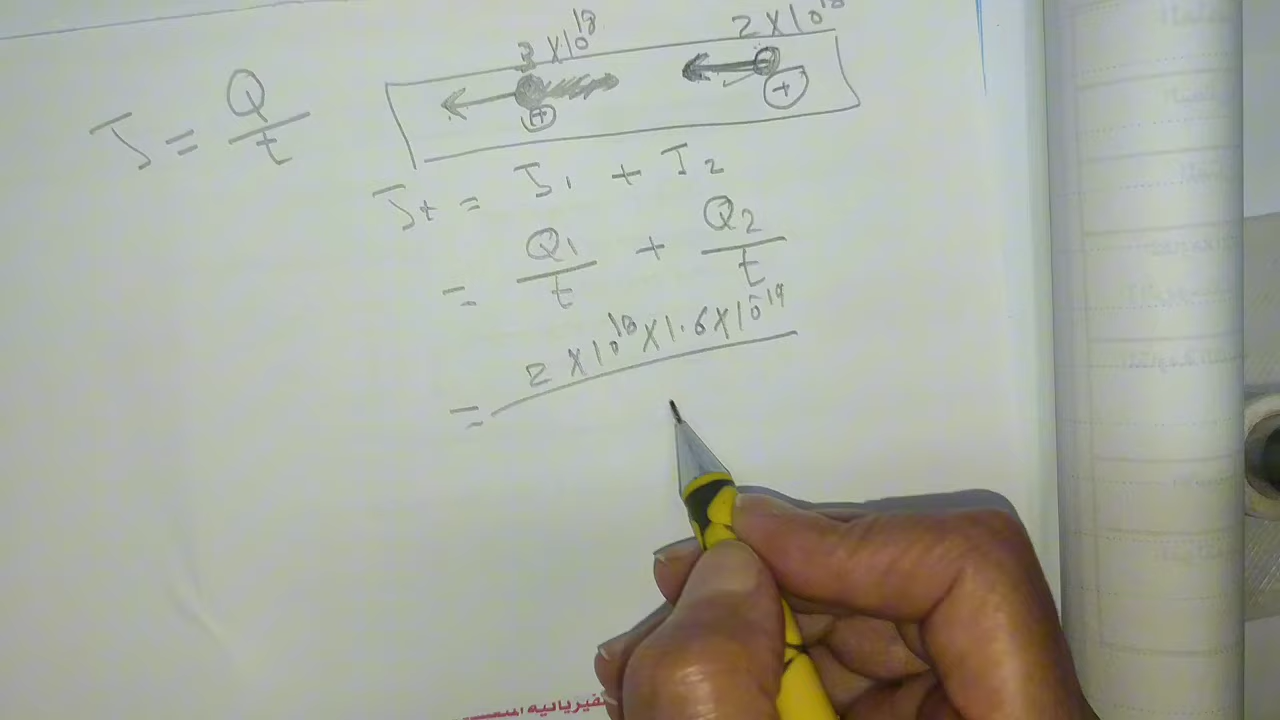 3 X 10^18 2 X 10^18
I = Q/t
+ +
It = I1 + I2
= Q1/t + Q2/t
= 2 X 10^18 X 1.6 X 10^-19